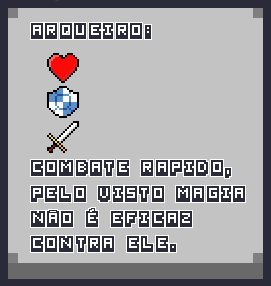 ARQUEIRO:
COMBATE RAPIDO,
PELO VISTO MAGIA
NÃO É EFICAZ
CONTRA ELE.